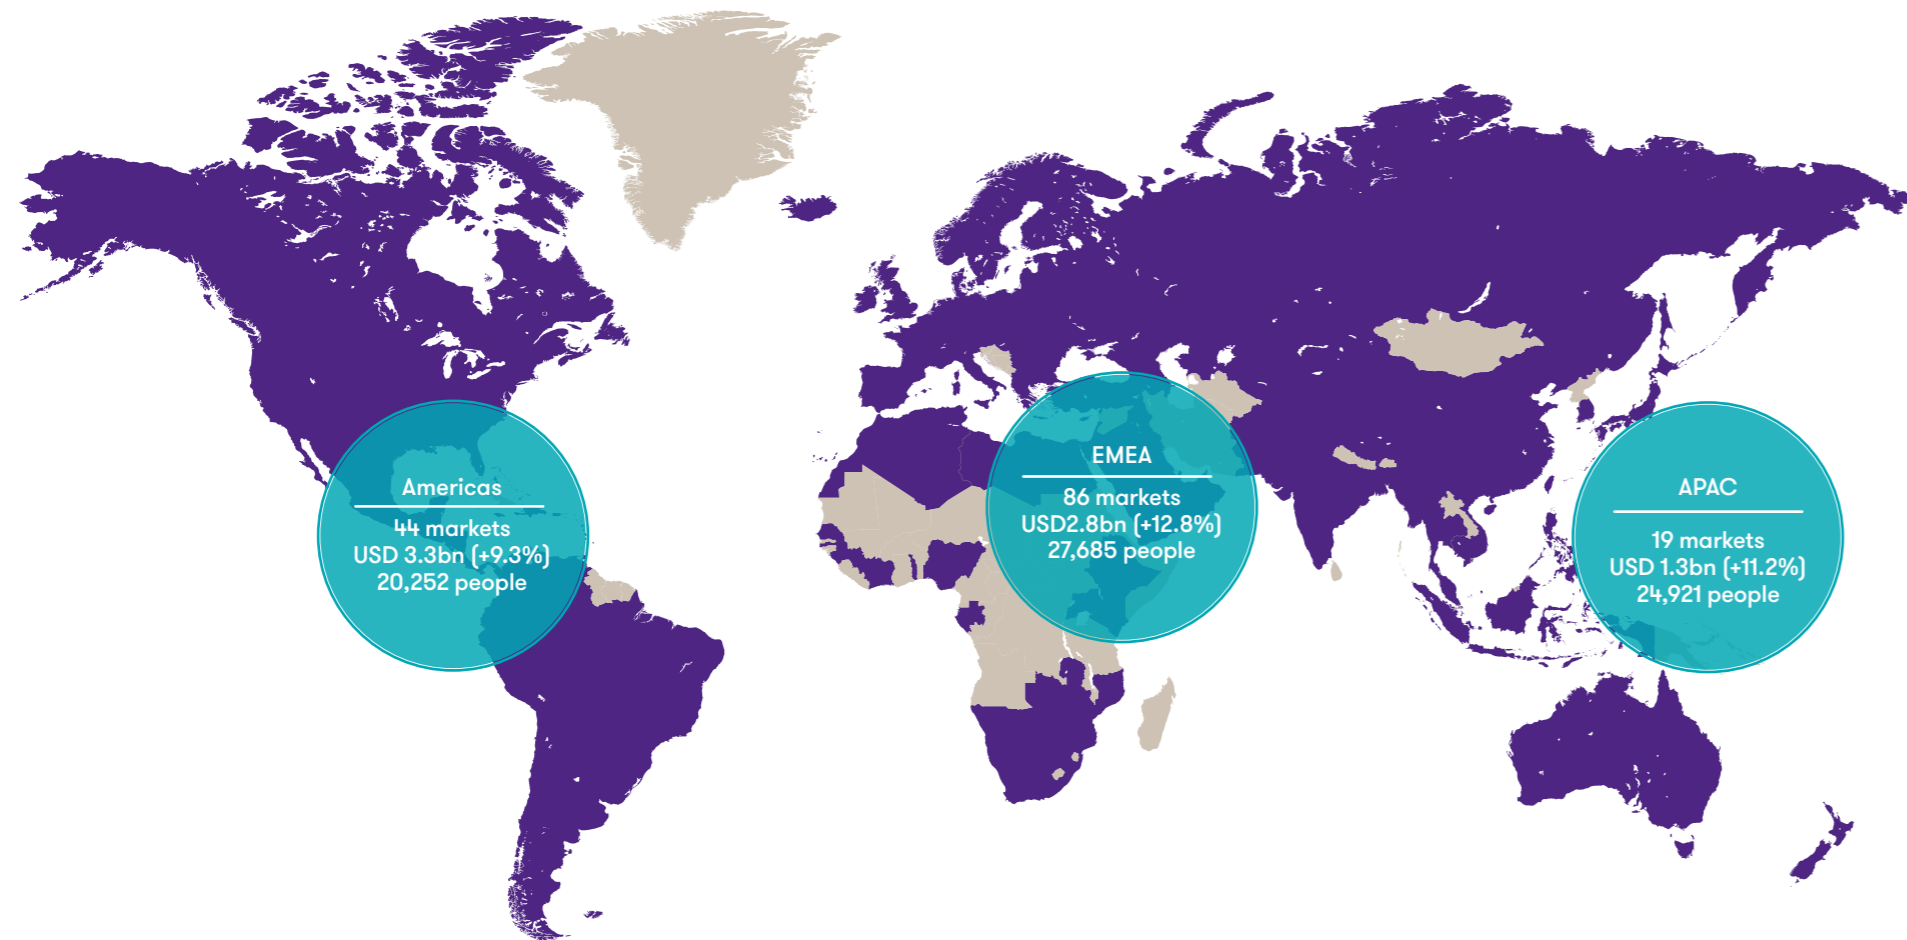 Americas
44 markets
USD 3.3bn (+9.3%)
20,252 people
EMEA
86 markets
USD2.8bn (+12.8%)
27,685 people
APAC
19 markets
USD 1.3bn (+11.2%)
24,921 people